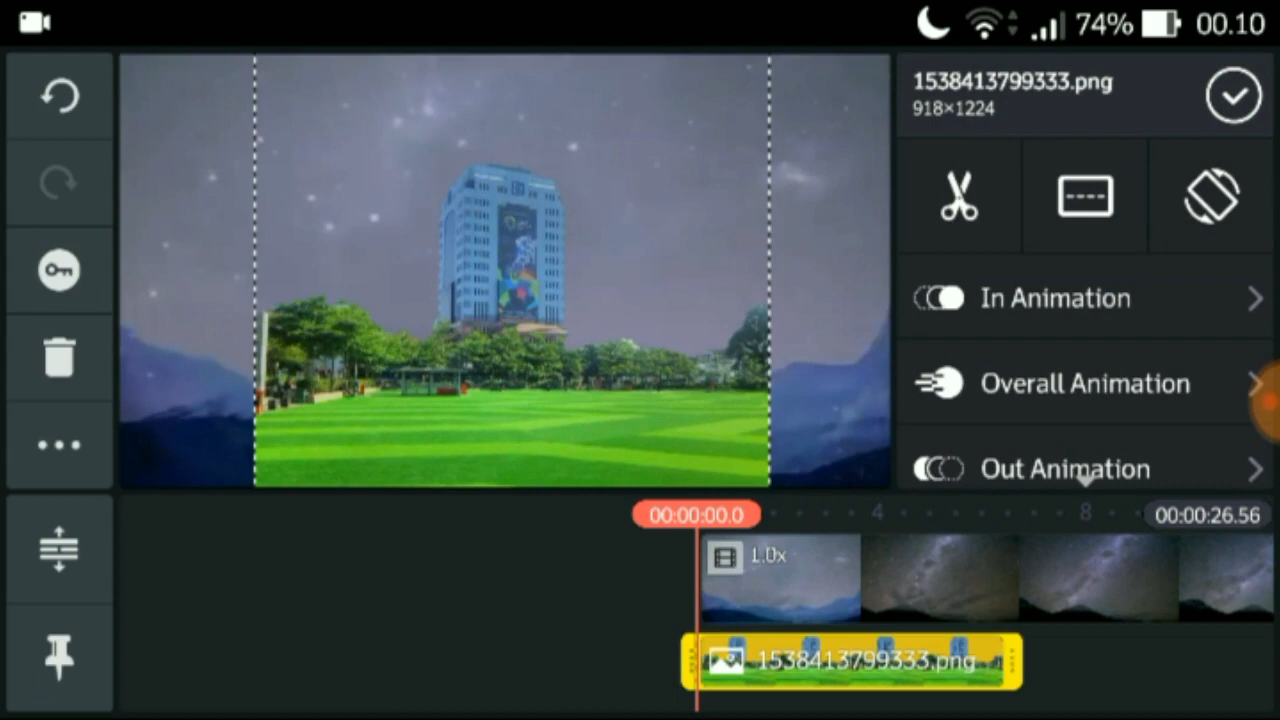 74% 00.10
1538413799333.png
918×1224
In Animation
Overall Animation
Out Animation
00:00:00.0 4 8 00:00:26.56
1.0x
1538413799333.png